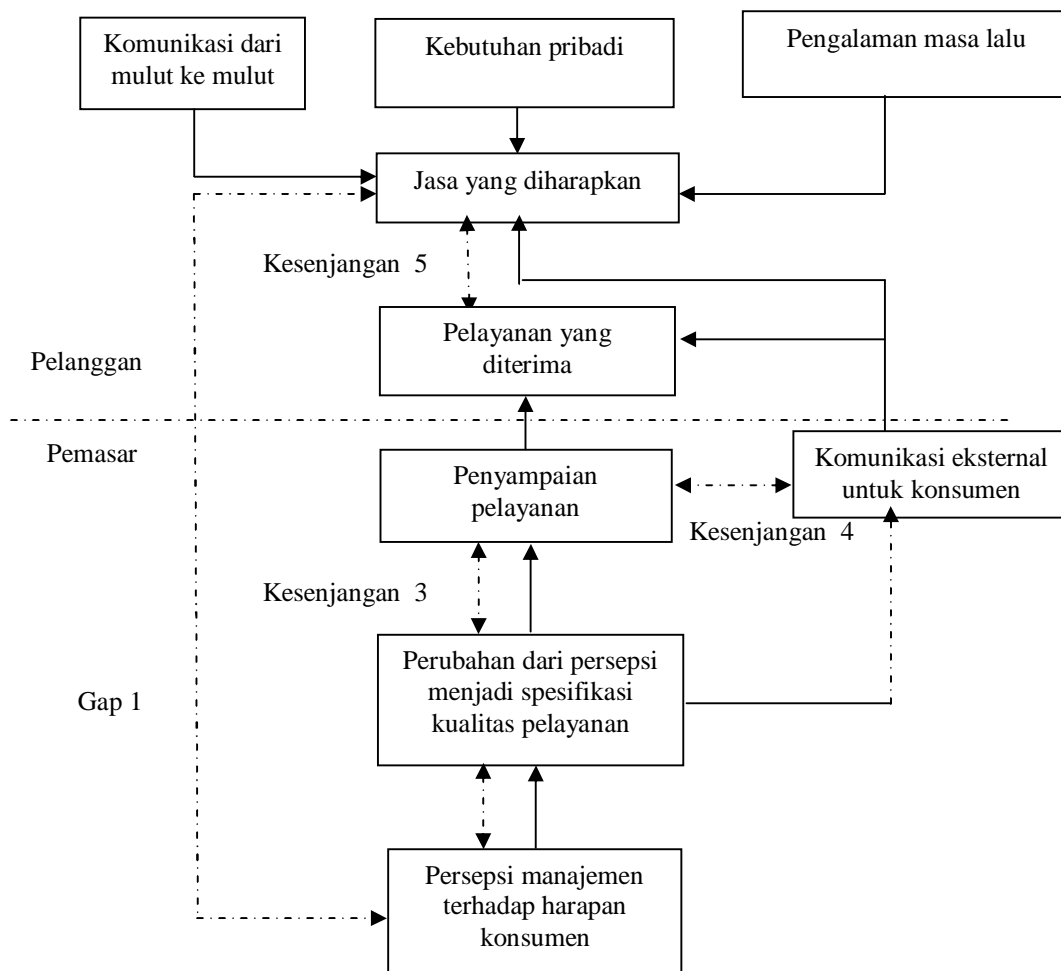 Komunikasi dari
mulut ke mulut
Kebutuhan pribadi
Pengalaman masa lalu
Jasa yang diharapkan
Kesenjangan 5
Pelayanan yang
diterima
Pelanggan
Pemasar
Penyampaian
pelayanan
Komunikasi eksternal
untuk konsumen
Kesenjangan 4
Kesenjangan 3
Perubahan dari persepsi
menjadi spesifikasi
kualitas pelayanan
Gap 1
Persepsi manajemen
terhadap harapan
konsumen